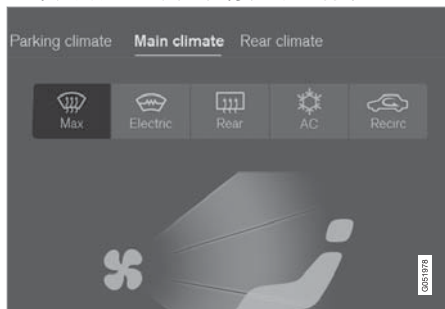 Parking climate Main climate Rear climate
Max Electric Rear AC Recirc
G051978